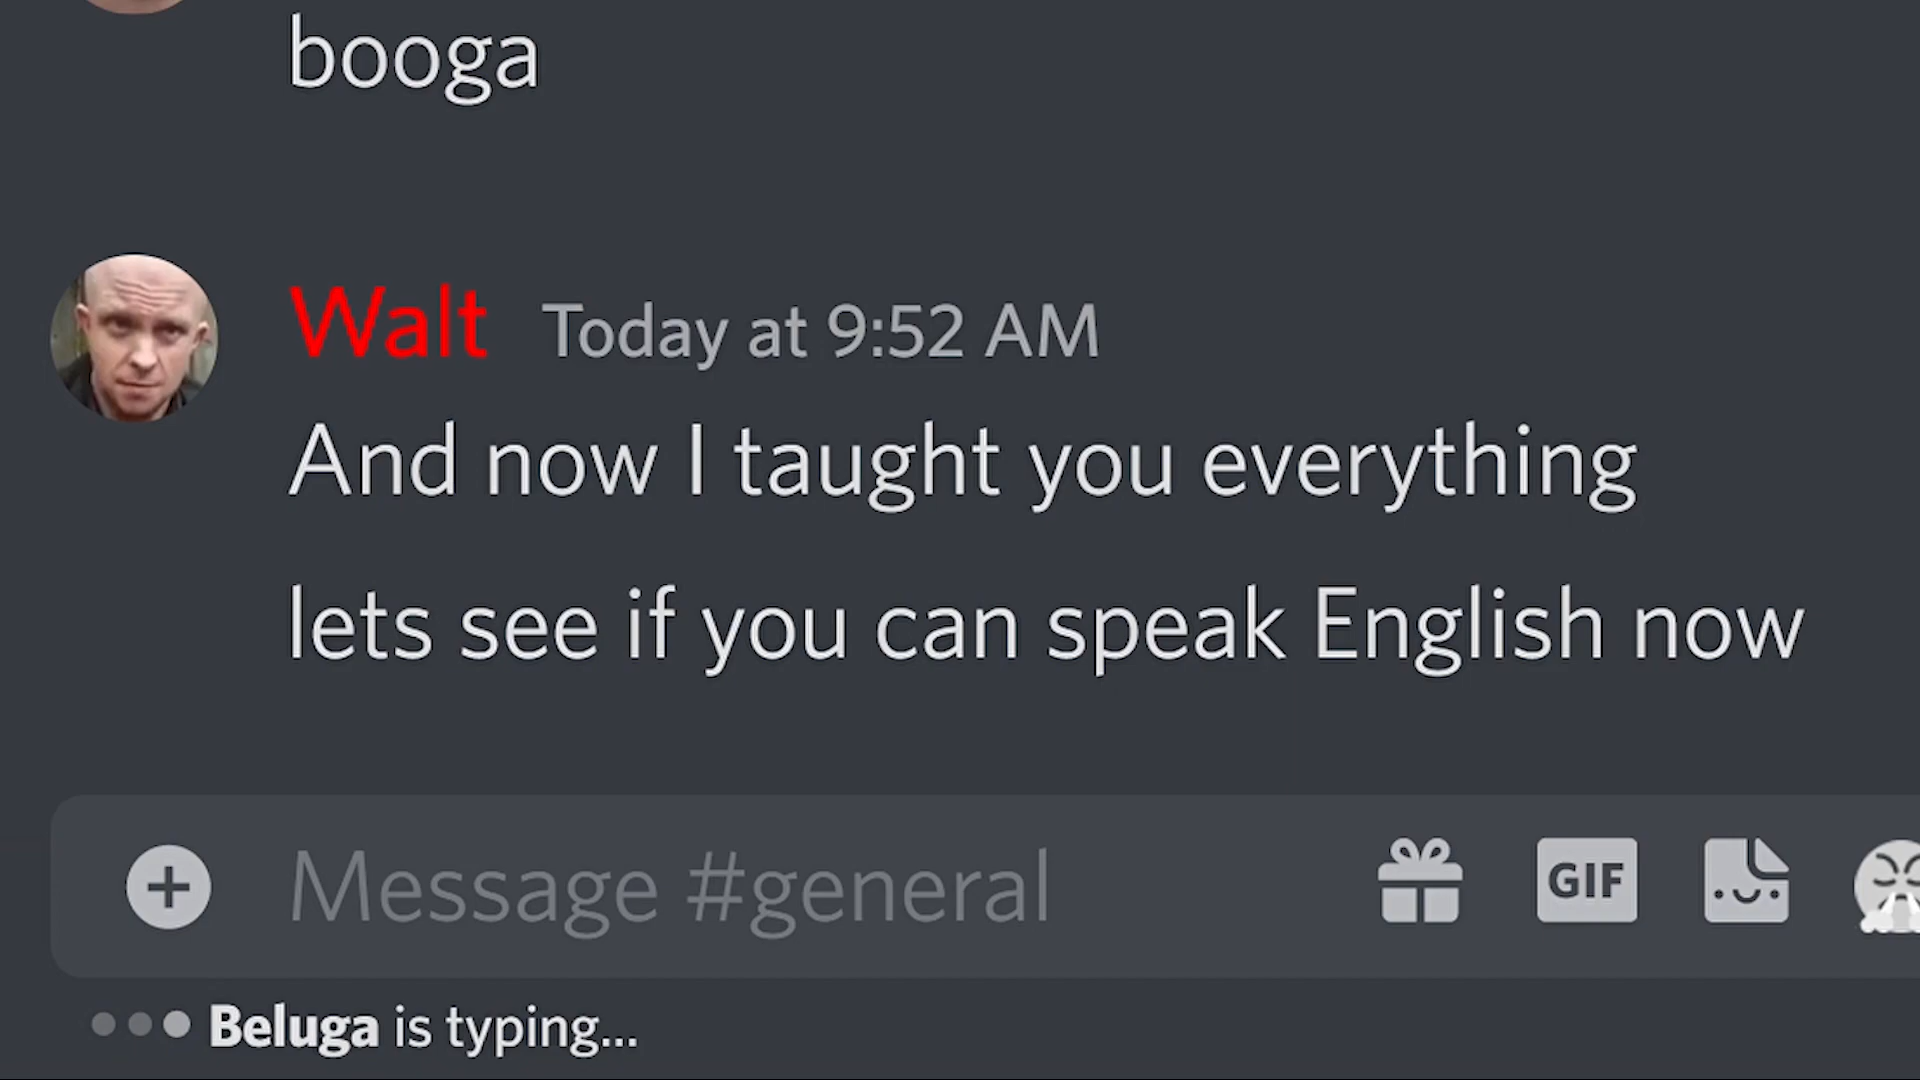 booga
Walt Today at 9:52 AM
And now I taught you everything
lets see if you can speak English now
Message #general
GIF
Beluga is typing...